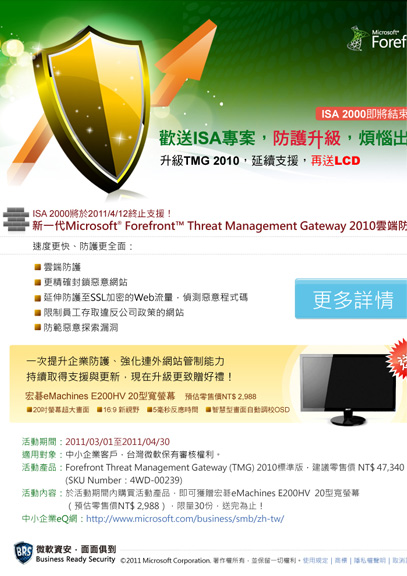 Microsoft®
Foref
ISA 2000即將結束
歡送ISA專案，防護升級，煩惱出
升級TMG 2010，延續支援，再送LCD
ISA 2000將於2011/4/12終止支援！
新一代Microsoft® Forefront™ Threat Management Gateway 2010雲端防
速度更快、防護更全面：
雲端防護
更精確封鎖惡意網站
延伸防護至SSL加密的Web流量，偵測惡意程式碼
限制員工存取違反公司政策的網站
防範惡意探索漏洞
更多詳情
一次提升企業防護、強化連外網站管制能力
持續取得支援與更新，現在升級更致贈好禮！
宏碁eMachines E200HV 20型寬螢幕 預估零售價NT$ 2,988
20吋螢幕超大畫面 16:9 新視野 5毫秒反應時間 智慧型畫面自動調校OSD
活動期間：2011/03/01至2011/04/30
適用對象：中小企業客戶，台灣微軟保有審核權利。
活動產品：Forefront Threat Management Gateway (TMG) 2010標準版，建議零售價 NT$ 47,340
(SKU Number：4WD-00239)
活動內容：於活動期間內購買活動產品，即可獲贈宏碁eMachines E200HV 20型寬螢幕
（預估零售價NT$ 2,988），限量30份，送完為止！
中小企業eQ網：http://www.microsoft.com/business/smb/zh-tw/
BRS 微軟資安，面面俱到
Business Ready Security ©2011 Microsoft Corporation. 著作權所有，並保留一切權利。使用規定 | 商標 | 隱私權聲明 | 取消